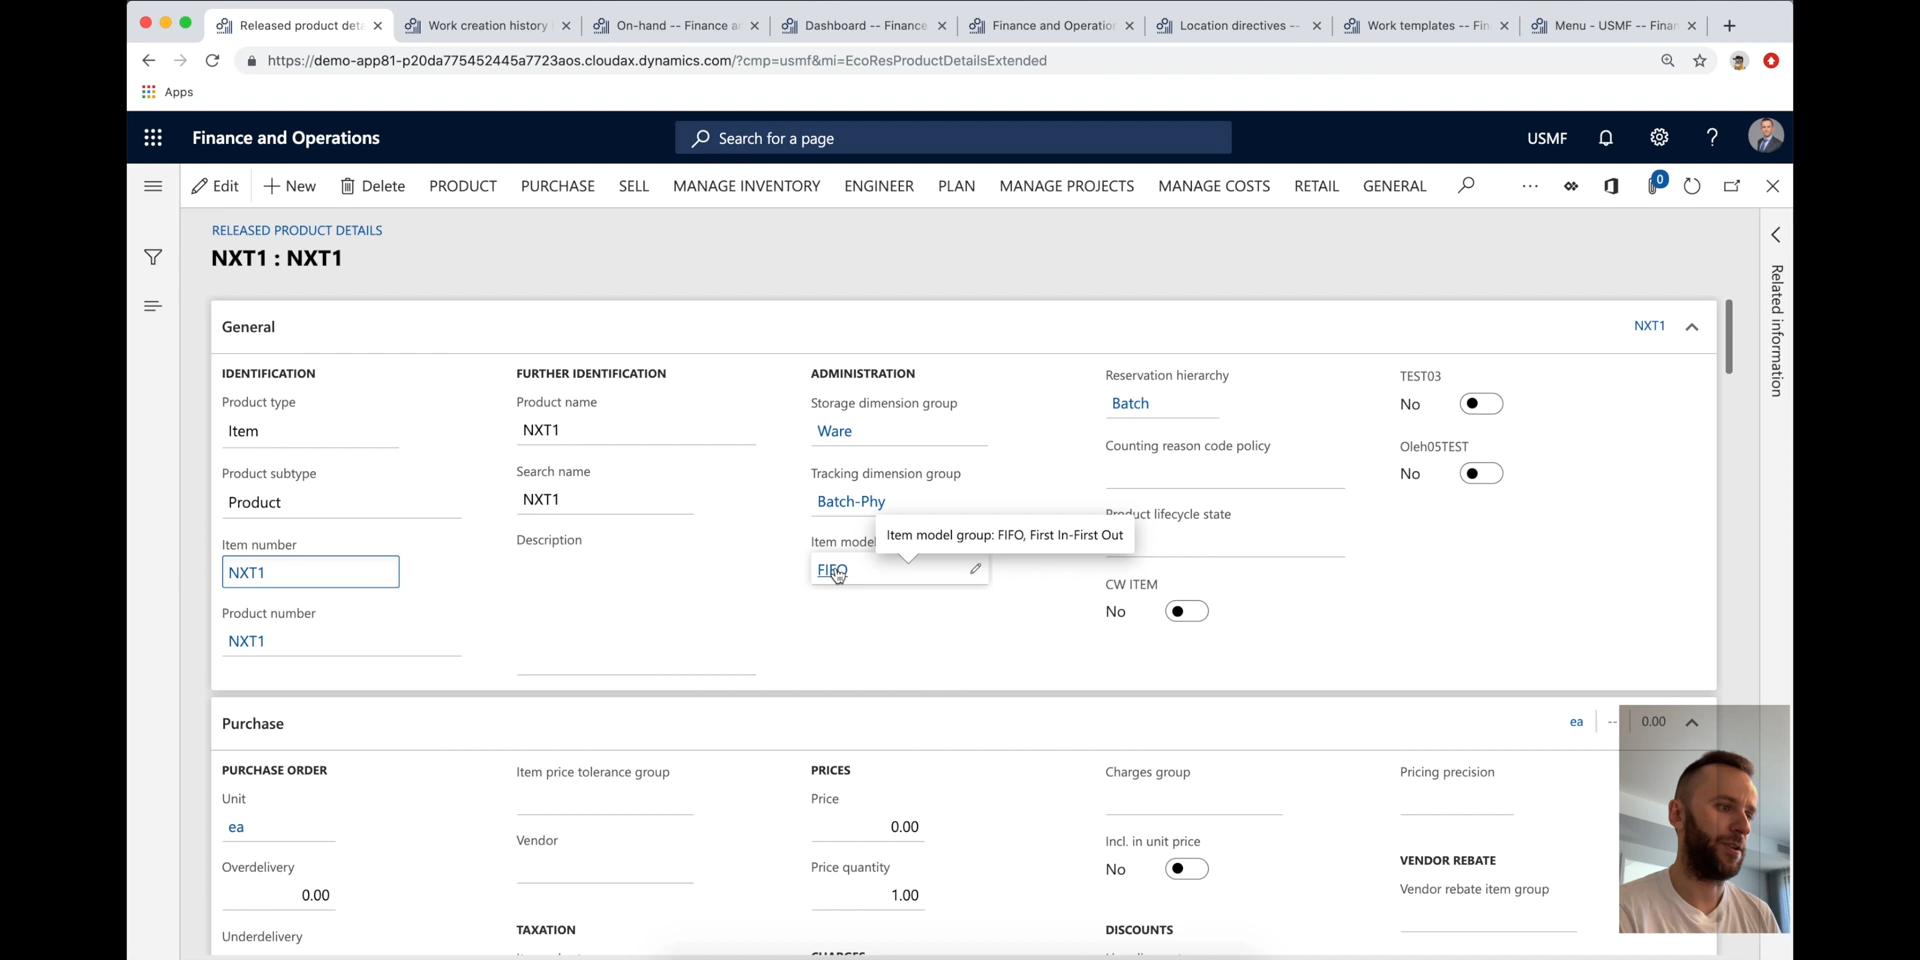 Released product deta
Work creation history
On-hand -- Finance a
Dashboard -- Finance
Finance and Operation
Location directives --
Work templates -- Fin
Menu - USMF -- Finan
https://demo-app81-p20da775452445a7723aos.cloudax.dynamics.com/?cmp=usmf&mi=EcoResProductDetailsExtended
Apps
Finance and Operations
Search for a page
USMF
Edit
New
Delete
PRODUCT
PURCHASE
SELL
MANAGE INVENTORY
ENGINEER
PLAN
MANAGE PROJECTS
MANAGE COSTS
RETAIL
GENERAL
0
RELEASED PRODUCT DETAILS
NXT1 : NXT1
Related information
General
NXT1
IDENTIFICATION
Product type
Item
Product subtype
Product
Item number
NXT1
Product number
NXT1
FURTHER IDENTIFICATION
Product name
NXT1
Search name
NXT1
Description
ADMINISTRATION
Storage dimension group
Ware
Tracking dimension group
Batch-Phy
Item model
Item model group: FIFO, First In-First Out
FIFO
Reservation hierarchy
Batch
Counting reason code policy
Product lifecycle state
CW ITEM
No
TEST03
No
Oleh05TEST
No
Purchase
ea
--
0.00
PURCHASE ORDER
Unit
ea
Overdelivery
0.00
Underdelivery
Item price tolerance group
Vendor
TAXATION
PRICES
Price
0.00
Price quantity
1.00
CHARGES
Charges group
Incl. in unit price
No
DISCOUNTS
Pricing precision
VENDOR REBATE
Vendor rebate item group